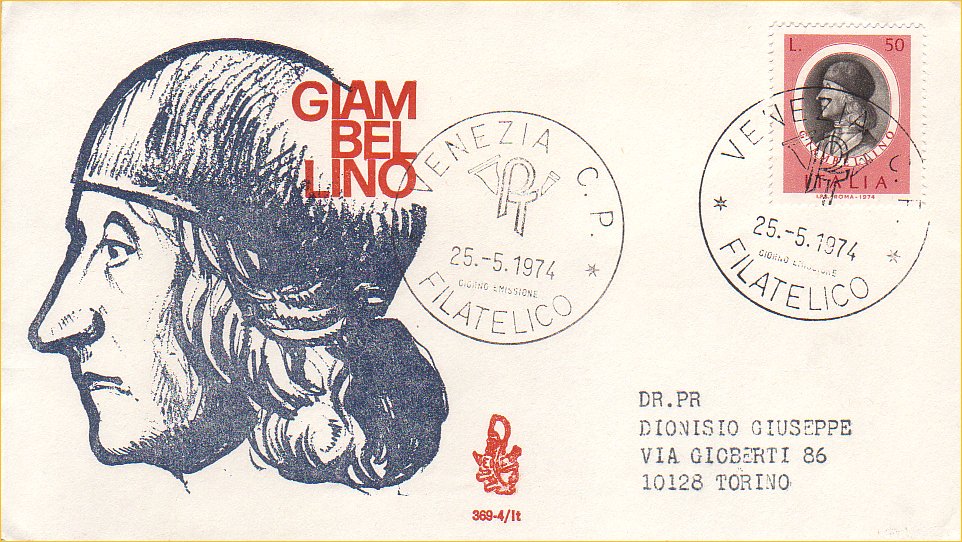 GIAM
BEL
LINO
VENEZIA C.P.
25.-5.1974
GIORNO EMISSIONE
FILATELICO
L. 50
GIAMBELLINO
ITALIA
I.P.S. ROMA-1974
VENEZIA C.P.
25.-5.1974
GIORNO EMISSIONE
FILATELICO
DR.PR
DIONISIO GIUSEPPE
VIA GIOBERTI 86
10128 TORINO
369-4/It